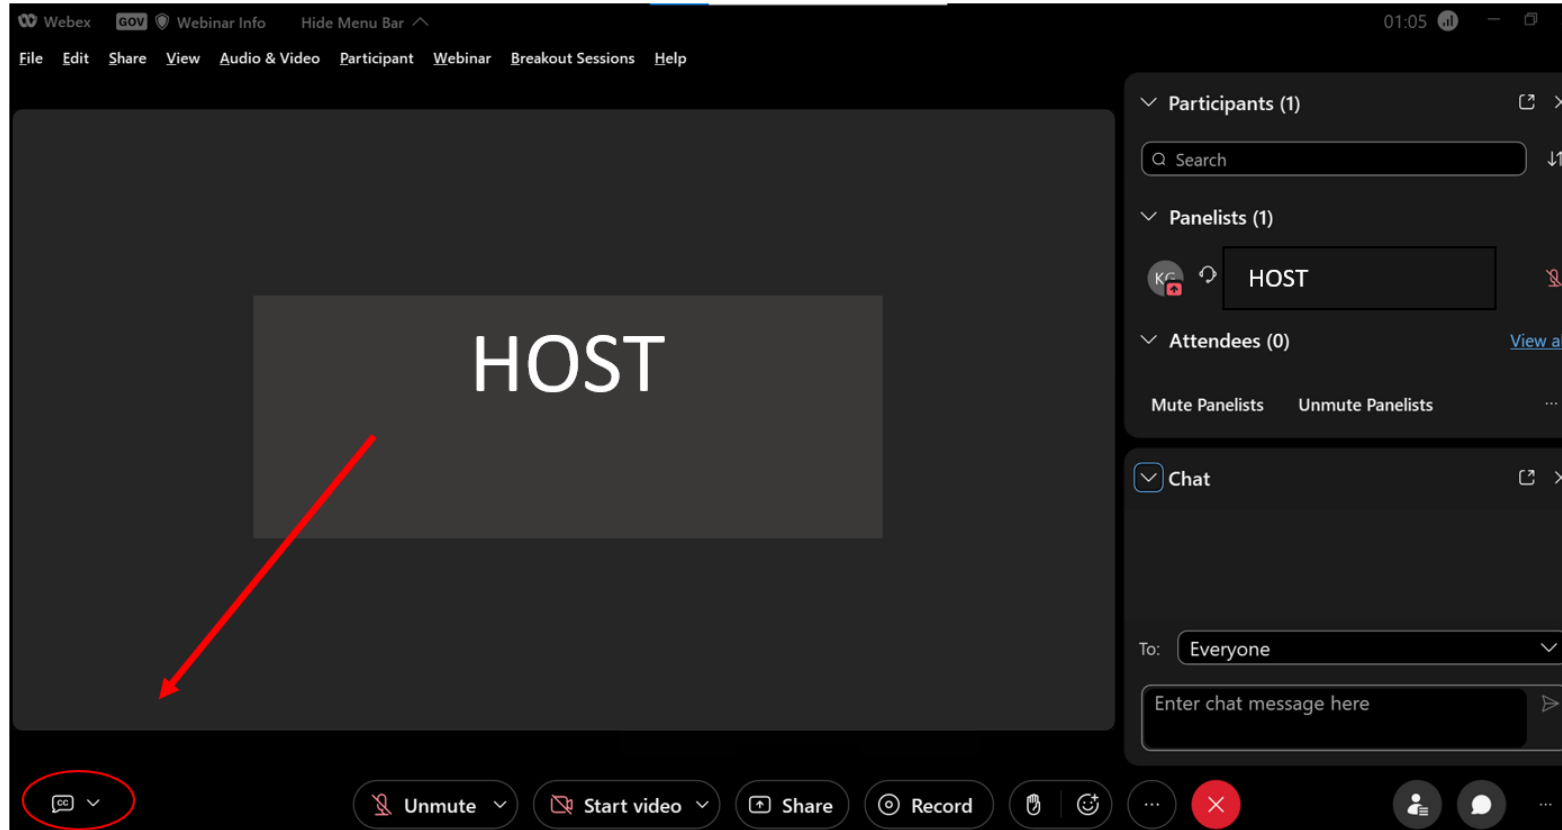 Webex GOV Webinar Info Hide Menu Bar 01:05
File Edit Share View Audio & Video Participant Webinar Breakout Sessions Help
Participants (1)
Search
Panelists (1)
KG HOST
Attendees (0) View
Mute Panelists Unmute Panelists ...
HOST
Chat
To: Everyone
Enter chat message here
CC Unmute Start video Share Record ... ...